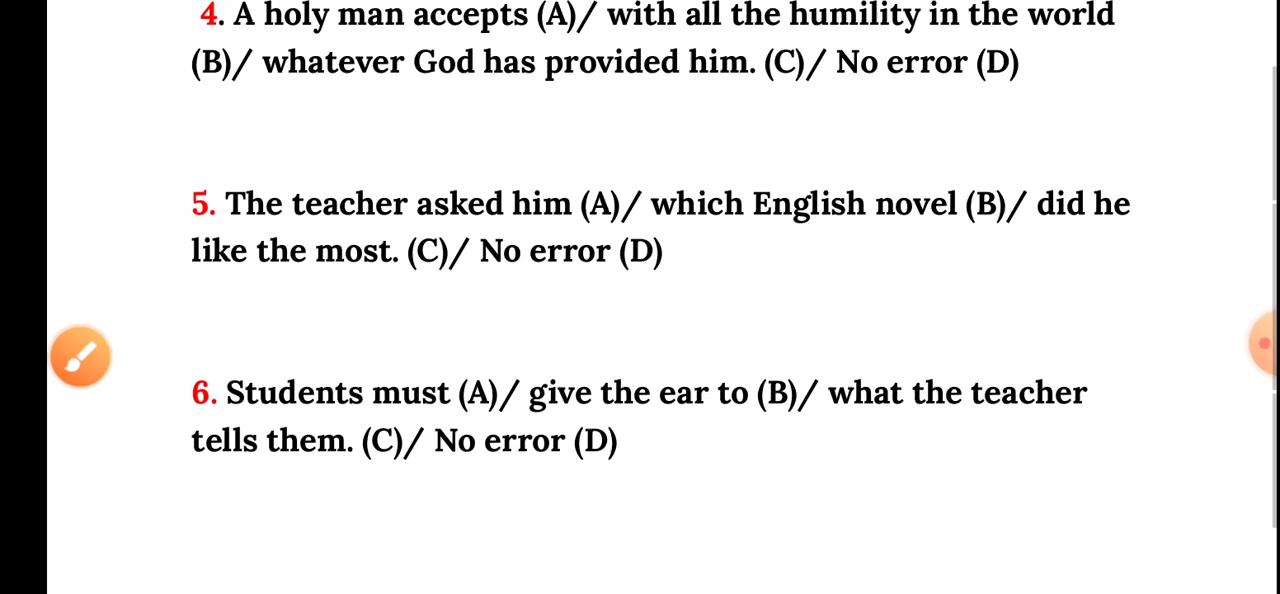 4. A holy man accepts (A)/ with all the humility in the world
(B)/ whatever God has provided him. (C)/ No error (D)
5. The teacher asked him (A)/ which English novel (B)/ did he
like the most. (C)/ No error (D)
6. Students must (A)/ give the ear to (B)/ what the teacher
tells them. (C)/ No error (D)